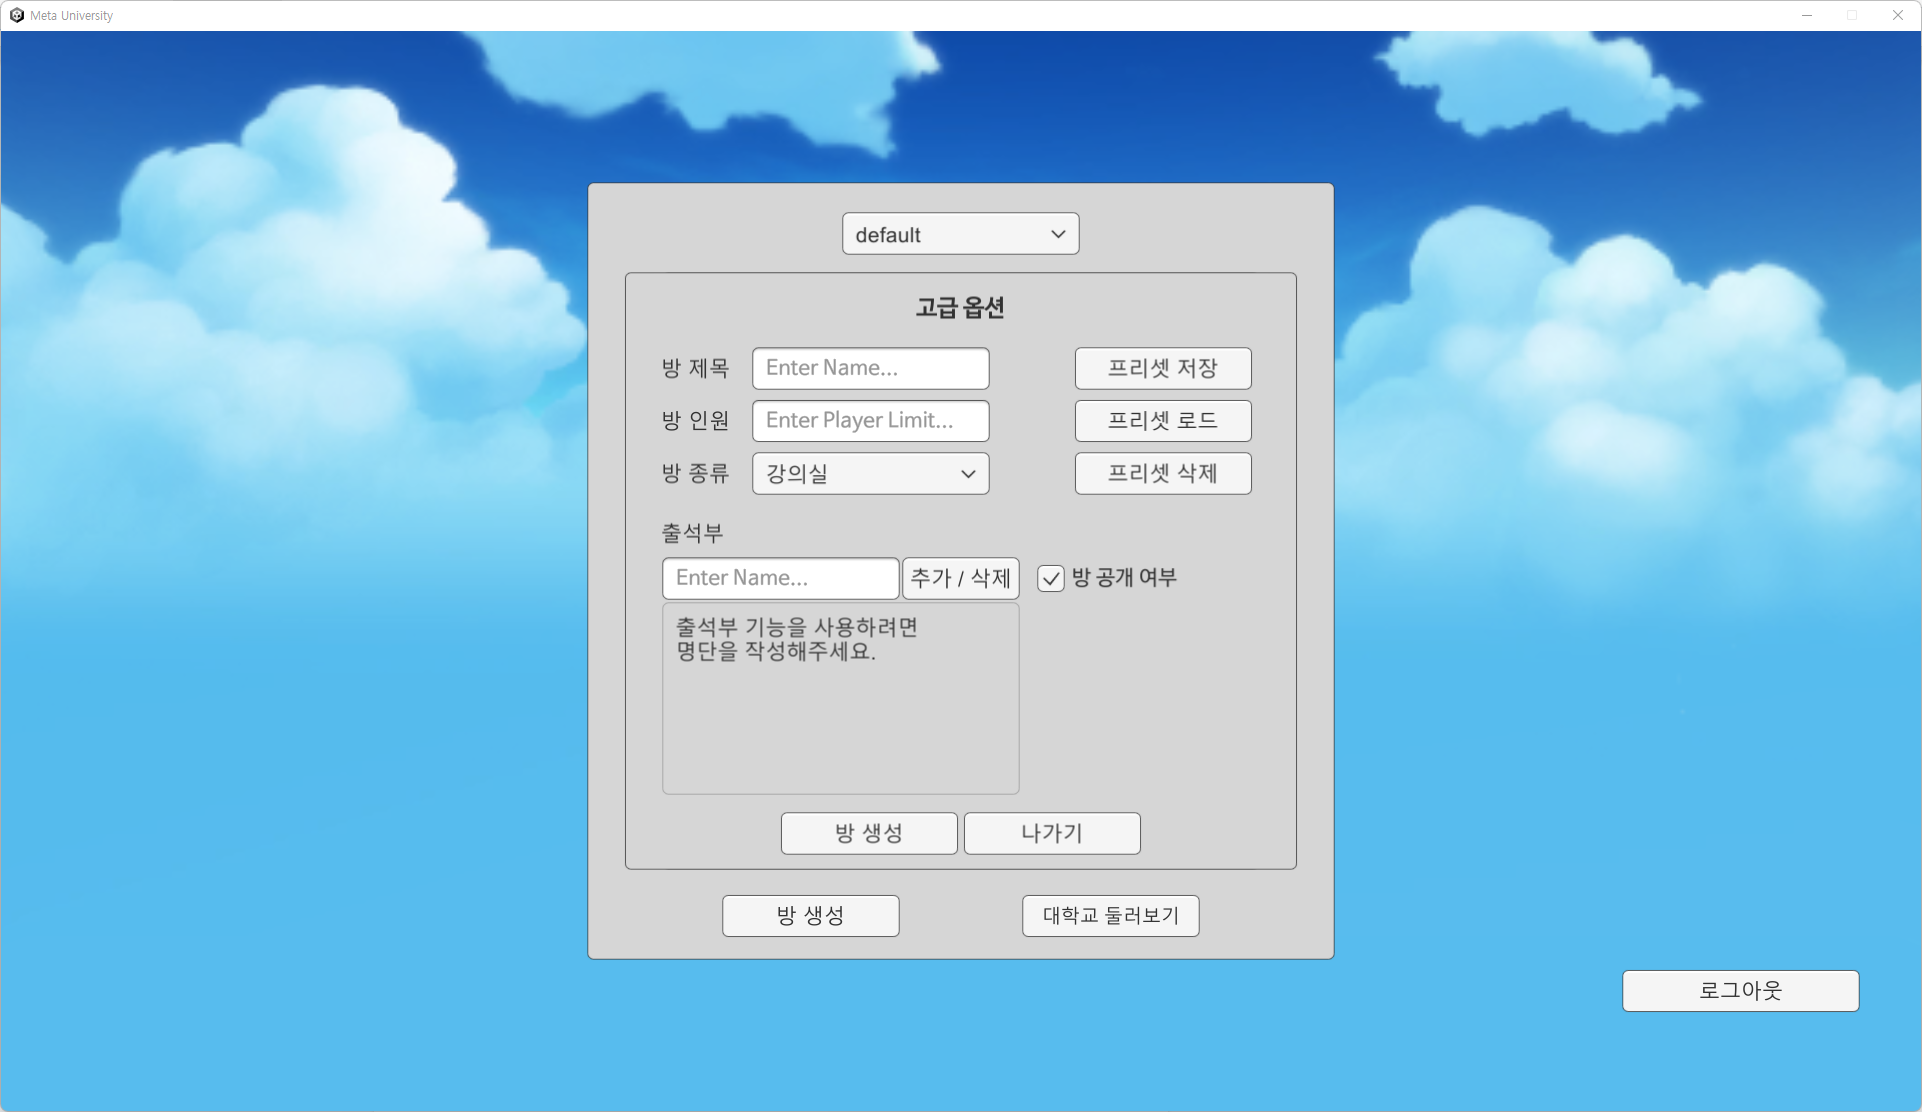 Meta University
default
고급 옵션
방 제목 Enter Name... 프리셋 저장
방 인원 Enter Player Limit... 프리셋 로드
방 종류 강의실 프리셋 삭제
출석부
Enter Name... 추가 / 삭제 방 공개 여부
출석부 기능을 사용하려면
명단을 작성해주세요.
방 생성 나가기
방 생성 대학교 둘러보기
로그아웃